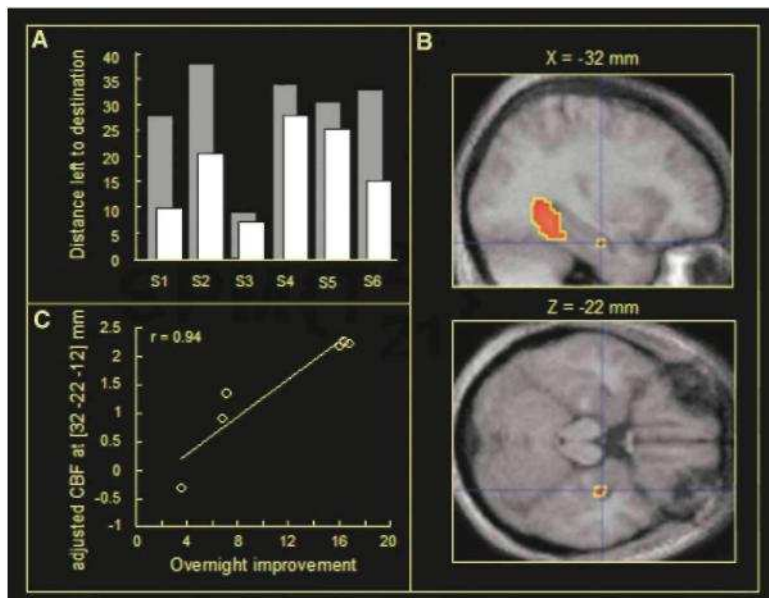 A
Distance left to destination
40
35
30
25
20
15
10
5
0
S1 S2 S3 S4 S5 S6
B
X = -32 mm
Z = -22 mm
C
r = 0.94
adjusted CBF at [32 -22 -12] mm
2.5
2
1.5
1
0.5
0
-0.5
-1
0 4 8 12 16 20
Overnight improvement